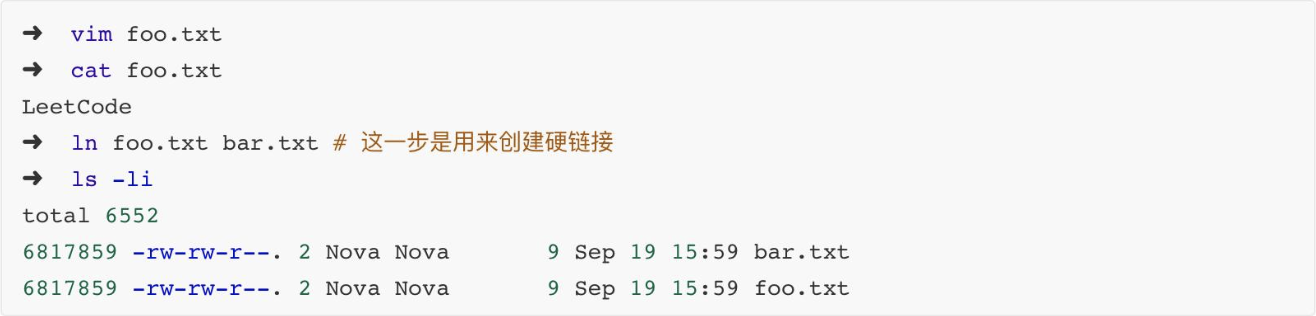 ➜  vim foo.txt
➜  cat foo.txt
LeetCode
➜  ln foo.txt bar.txt # 这一步是用来创建硬链接
➜  ls -li
total 6552
6817859 -rw-rw-r--. 2 Nova Nova       9 Sep 19 15:59 bar.txt
6817859 -rw-rw-r--. 2 Nova Nova       9 Sep 19 15:59 foo.txt